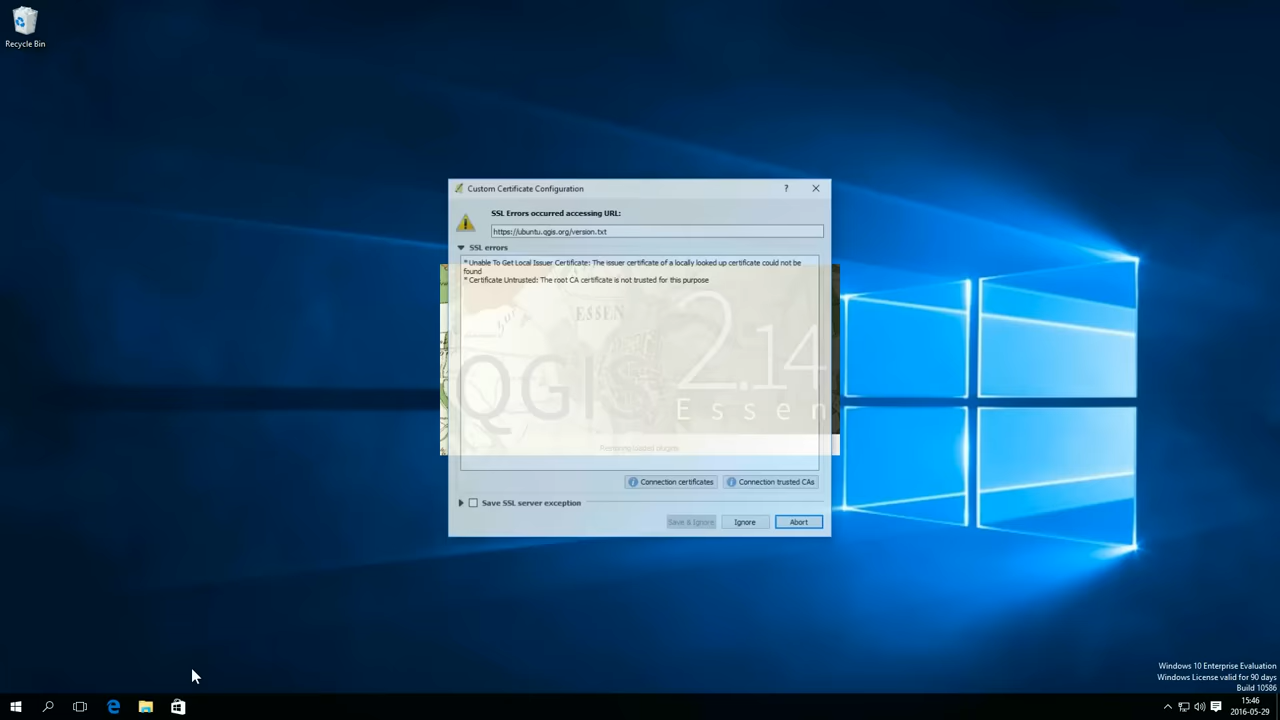 Recycle Bin
Custom Certificate Configuration
?
SSL Errors occurred accessing URL:
https://ubuntu.qgis.org/version.txt
SSL errors
* Unable To Get Local Issuer Certificate: The issuer certificate of a locally looked up certificate could not be
found
* Certificate Untrusted: The root CA certificate is not trusted for this purpose
ESSEN
QGIS 2.14
Essen
Restoring loaded plugins
Connection certificates Connection trusted CAs
Save SSL server exception
Save & Ignore Ignore Abort
Windows 10 Enterprise Evaluation
Windows License valid for 90 days
Build 10586
15:46
2016-05-29